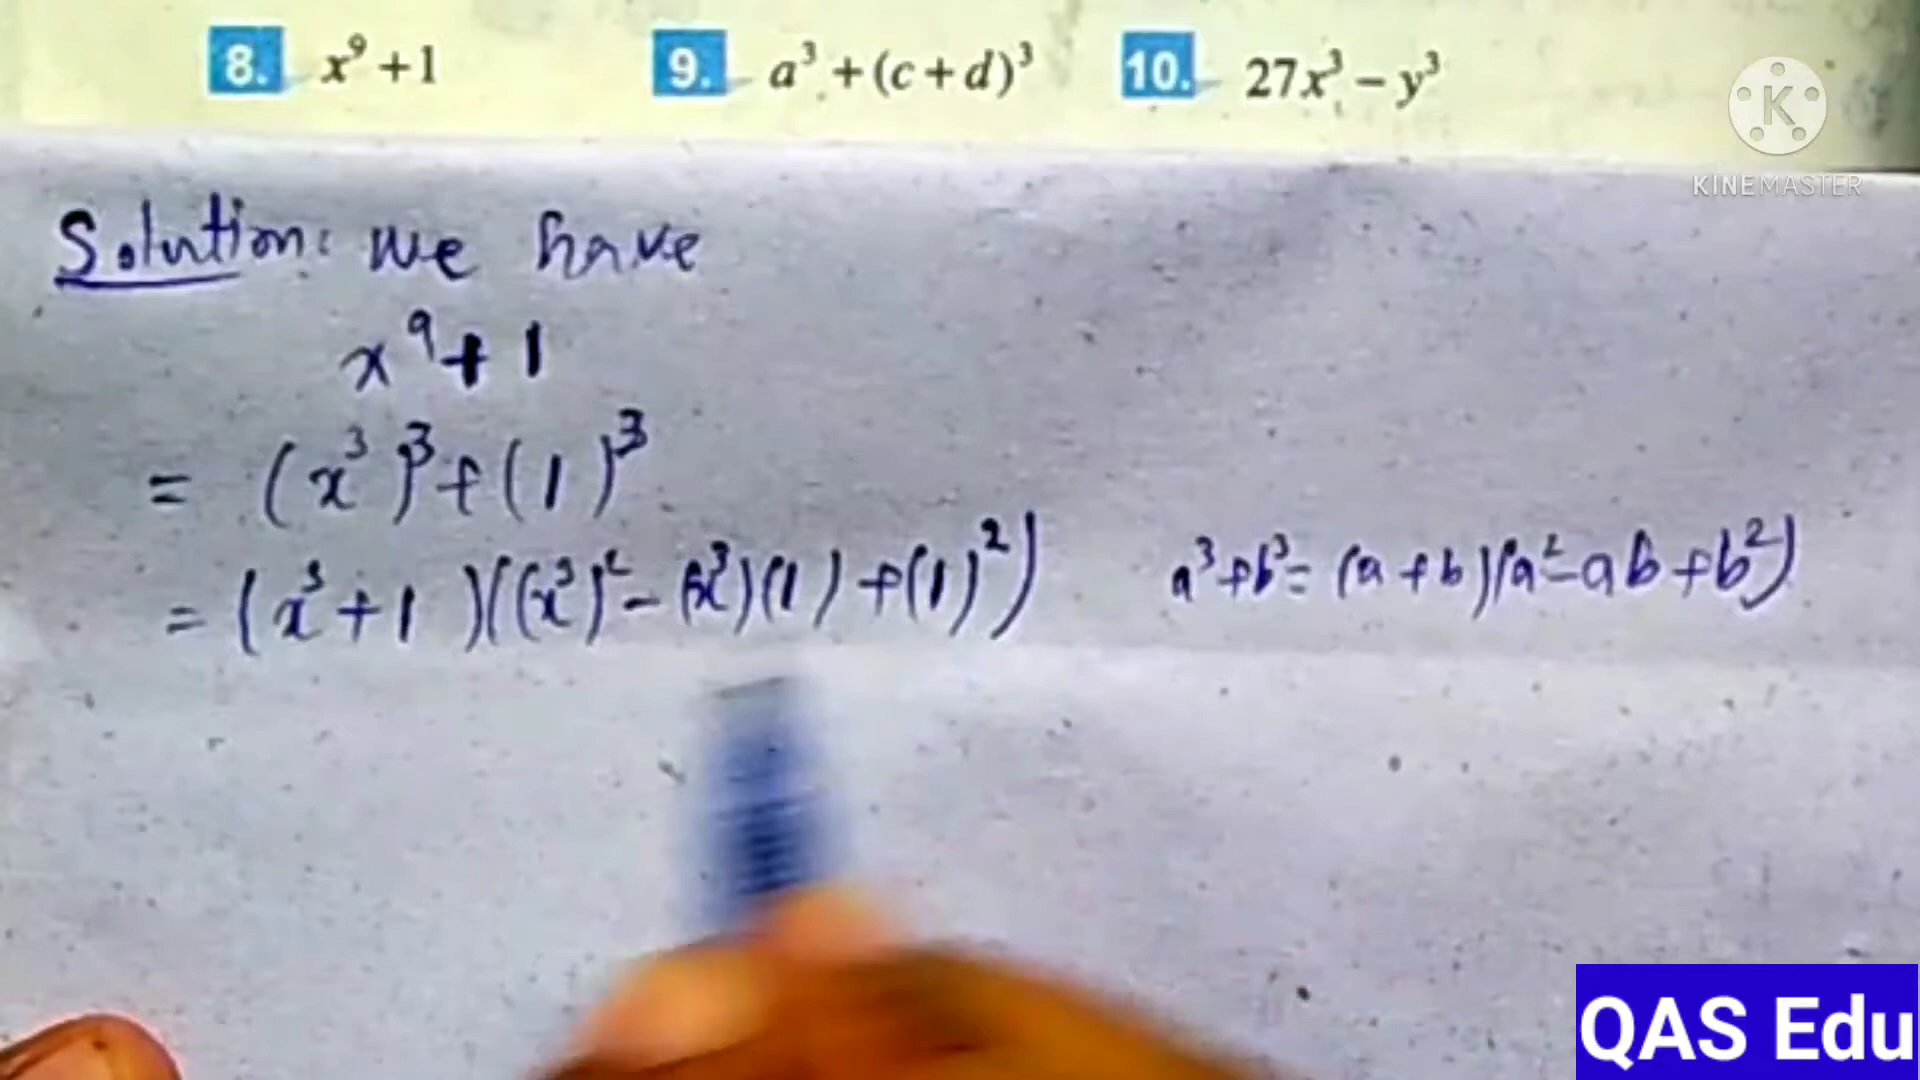 8. x⁹ + 1 9. a³ + (c + d)³ 10. 27x³ – y³
K
KINEMASTER
Solution: we have
x⁹ + 1
= (x³)³ + (1)³
= (x³ + 1)((x³)² – (x³)(1) + (1)²) a³ + b³ = (a + b)(a² – ab + b²)
QAS Edu